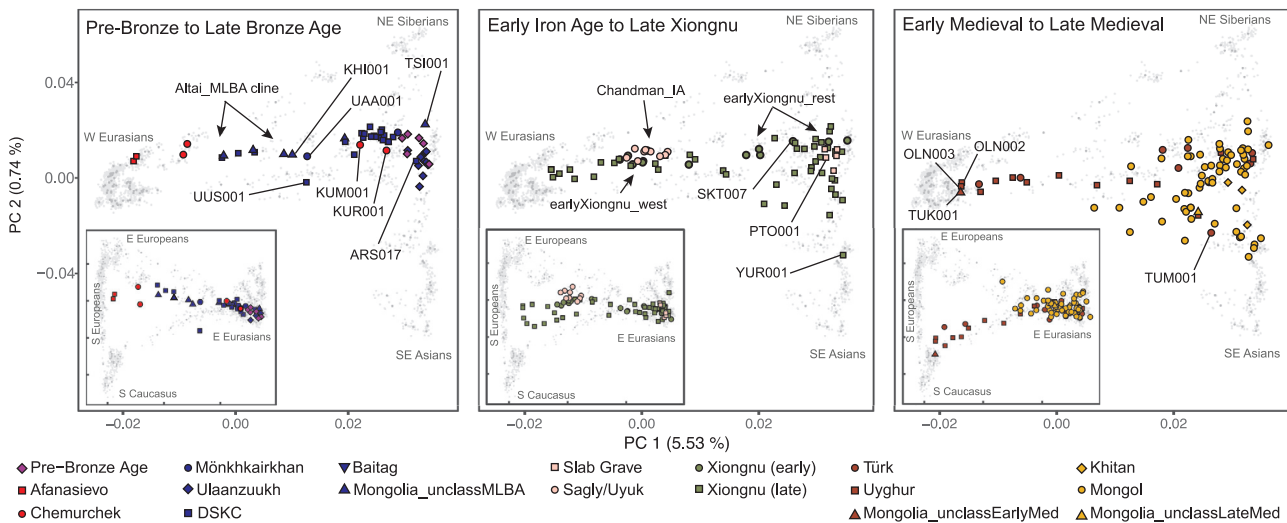 Pre-Bronze to Late Bronze Age
NE Siberians
KHI001
TSI001
Altai_MLBA cline
UAA001
W Eurasians
UUS001
KUM001
KUR001
ARS017
SE Asians
E Europeans
S Europeans
E Eurasians
S Caucasus
Early Iron Age to Late Xiongnu
NE Siberians
Chandman_IA
earlyXiongnu_rest
W Eurasians
earlyXiongnu_west
SKT007
PTO001
YUR001
SE Asians
E Europeans
S Europeans
E Eurasians
S Caucasus
Early Medieval to Late Medieval
NE Siberians
W Eurasians
OLN003
OLN002
TUK001
TUM001
SE Asians
E Europeans
S Europeans
E Eurasians
S Caucasus
PC 2 (0.74 %)
0.04
0.00
−0.04
−0.02
0.00
0.02
−0.02
0.00
0.02
−0.02
0.00
0.02
PC 1 (5.53 %)
Pre−Bronze Age
Mönkhkairkhan
Baitag
Slab Grave
Xiongnu (early)
Türk
Khitan
Afanasievo
Ulaanzuukh
Mongolia_unclassMLBA
Sagly/Uyuk
Xiongnu (late)
Uyghur
Mongol
Chemurchek
DSKC
Mongolia_unclassEarlyMed
Mongolia_unclassLateMed